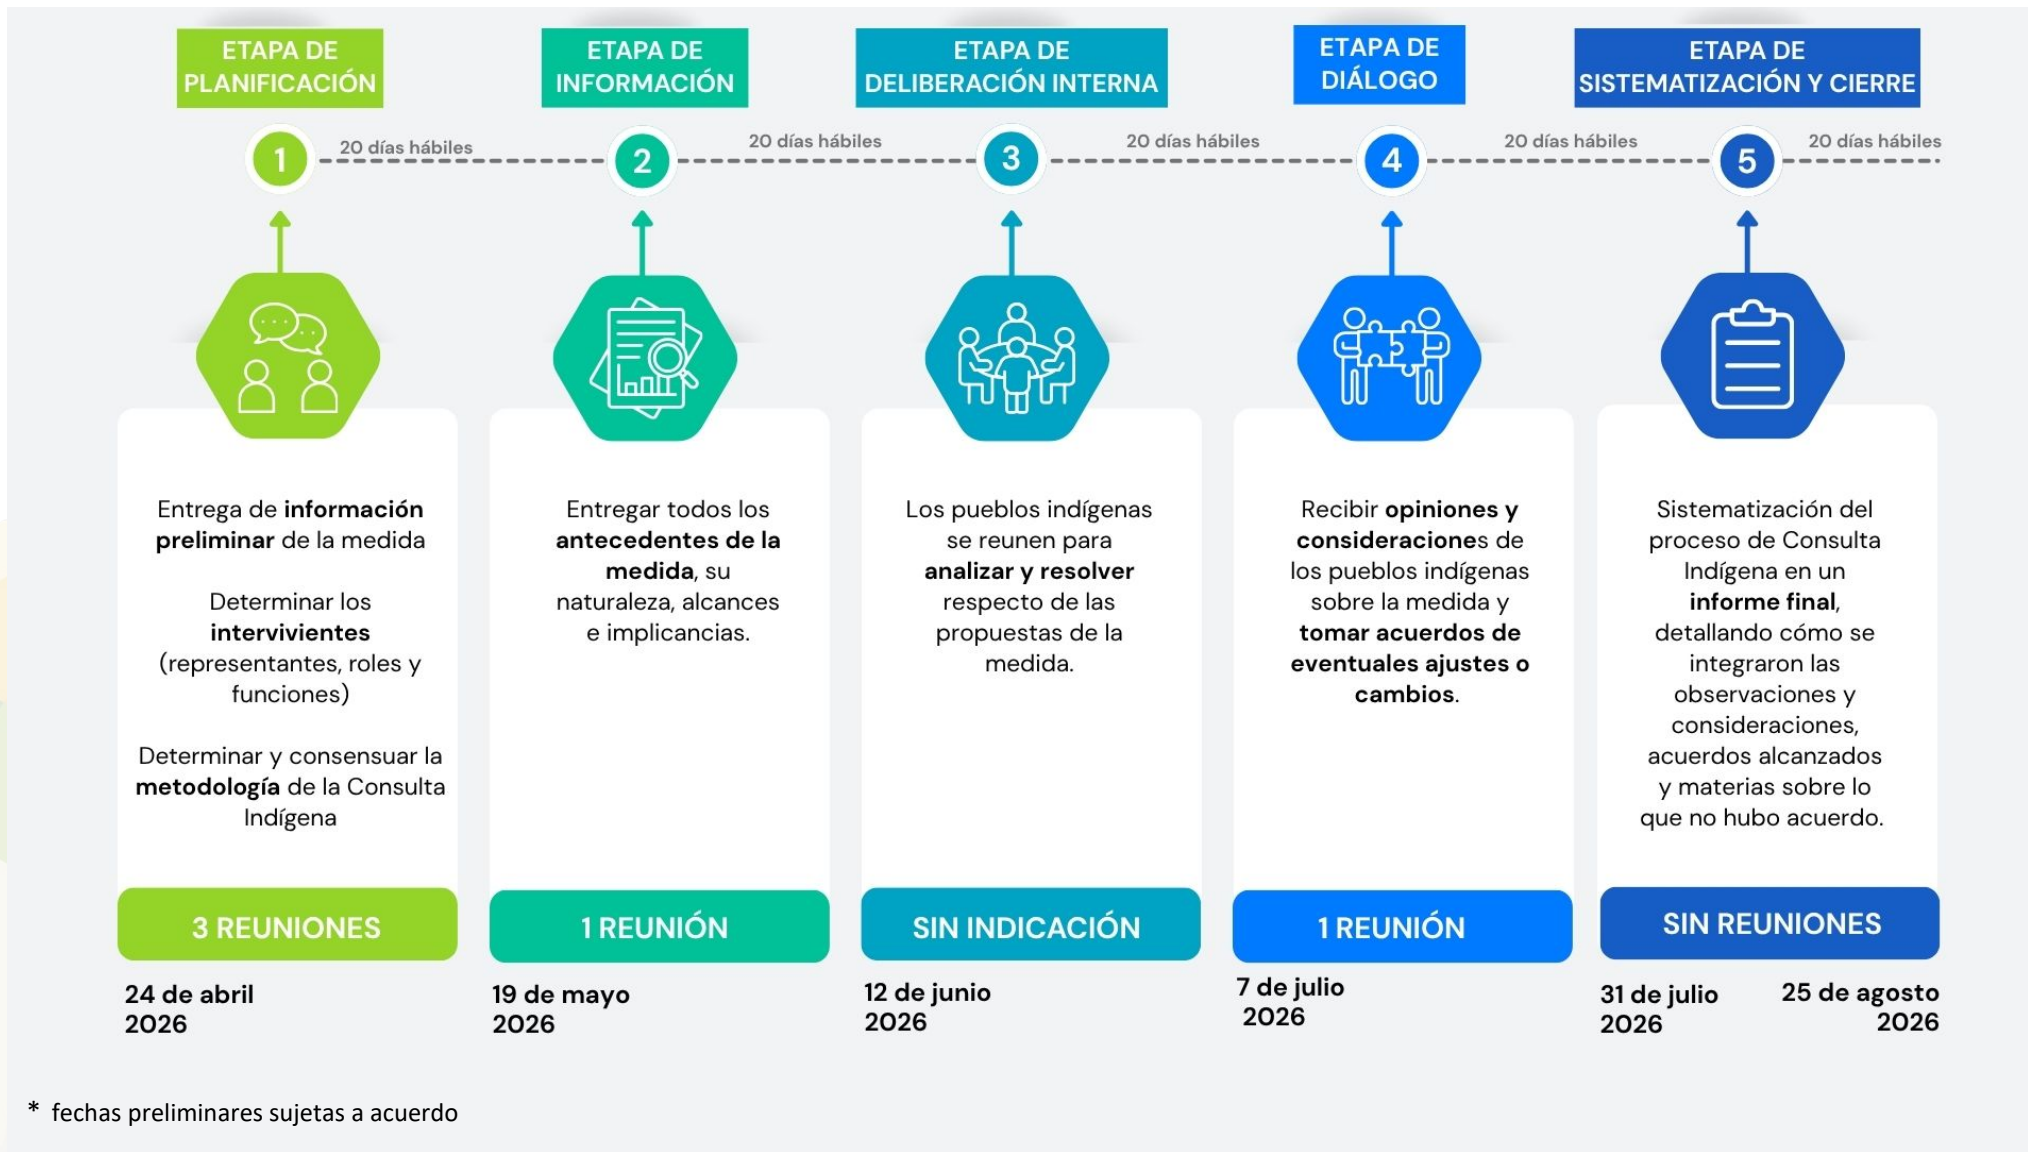 ETAPA DE
PLANIFICACIÓN
1
20 días hábiles
Entrega de información
preliminar de la medida
Determinar los
intervivientes
(representantes, roles y
funciones)
Determinar y consensuar la
metodología de la Consulta
Indígena
3 REUNIONES
24 de abril
2026
ETAPA DE
INFORMACIÓN
2
20 días hábiles
Entregar todos los
antecedentes de la
medida, su
naturaleza, alcances
e implicancias.
1 REUNIÓN
19 de mayo
2026
ETAPA DE
DELIBERACIÓN INTERNA
3
20 días hábiles
Los pueblos indígenas
se reunen para
analizar y resolver
respecto de las
propuestas de la
medida.
SIN INDICACIÓN
12 de junio
2026
ETAPA DE
DIÁLOGO
4
20 días hábiles
Recibir opiniones y
consideraciones de
los pueblos indígenas
sobre la medida y
tomar acuerdos de
eventuales ajustes o
cambios.
1 REUNIÓN
7 de julio
2026
ETAPA DE
SISTEMATIZACIÓN Y CIERRE
5
20 días hábiles
Sistematización del
proceso de Consulta
Indígena en un
informe final,
detallando cómo se
integraron las
observaciones y
consideraciones,
acuerdos alcanzados
y materias sobre lo
que no hubo acuerdo.
SIN REUNIONES
31 de julio
2026
25 de agosto
2026
* fechas preliminares sujetas a acuerdo